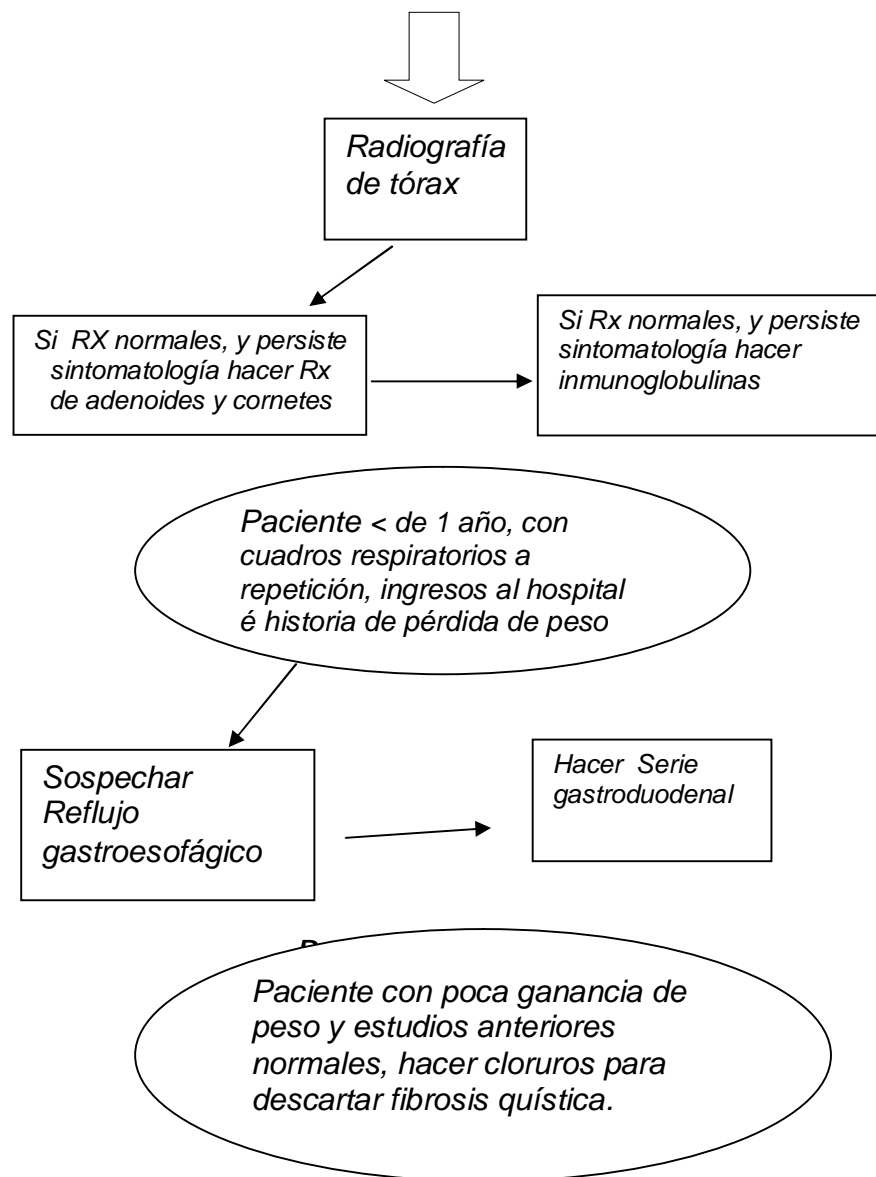 Radiografía
de tórax
Si RX normales, y persiste
sintomatología hacer Rx
de adenoides y cornetes
Si Rx normales, y persiste
sintomatología hacer
inmunoglobulinas
Paciente < de 1 año, con
cuadros respiratorios a
repetición, ingresos al hospital
é historia de pérdida de peso
Sospechar
Reflujo
gastroesofágico
Hacer Serie
gastroduodenal
Paciente con poca ganancia de
peso y estudios anteriores
normales, hacer cloruros para
descartar fibrosis quística.